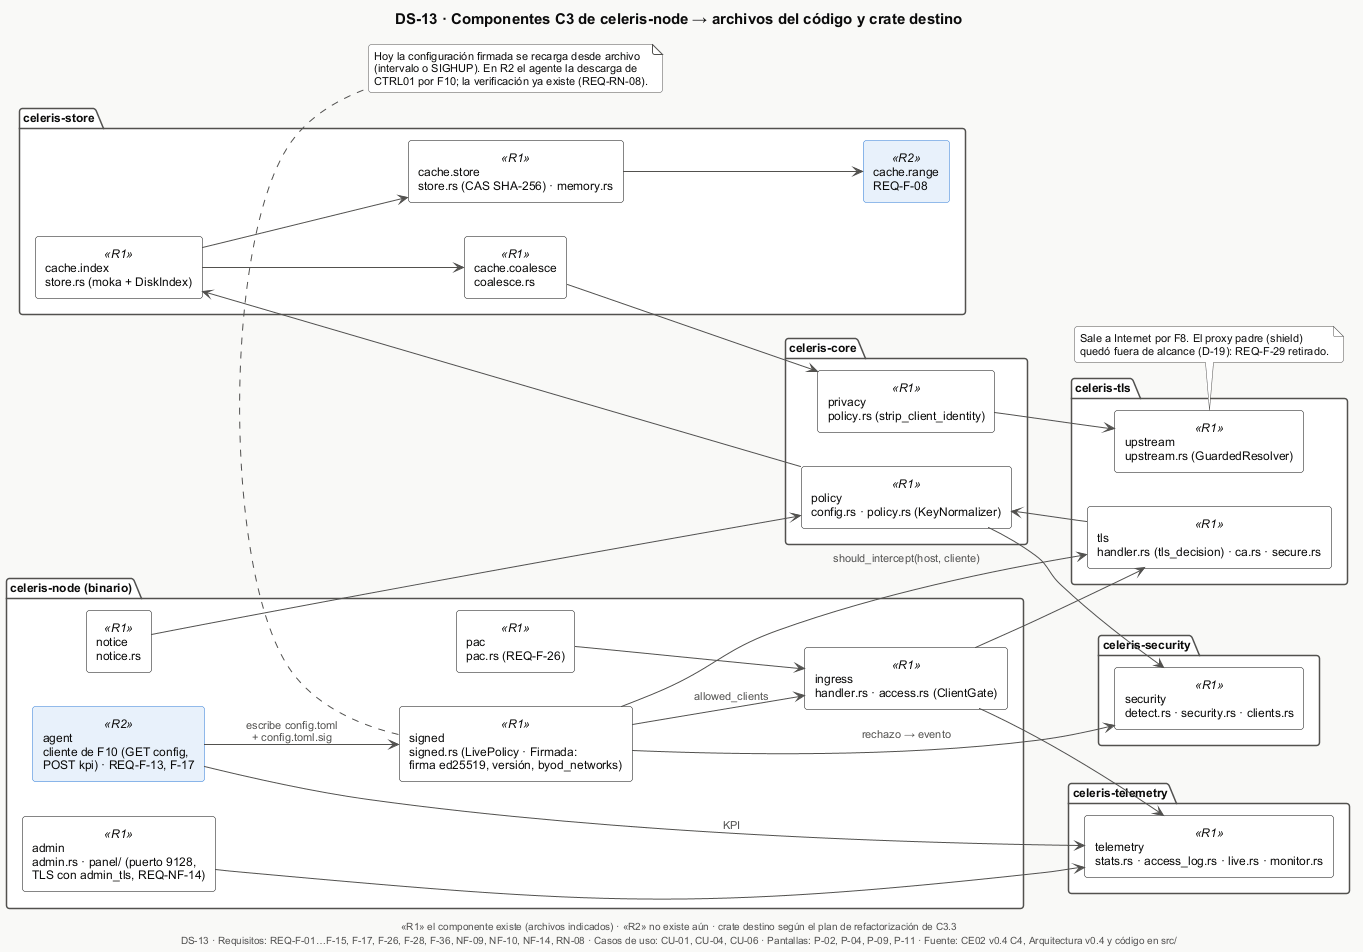 DS-13 · Componentes C3 de celeris-node → archivos del código y crate destino
Hoy la configuración firmada se recarga desde archivo
(intervalo o SIGHUP). En R2 el agente la descarga de
CTRL01 por F10; la verificación ya existe (REQ-RN-08).
celeris-store
«R1»
cache.store
store.rs (CAS SHA-256) · memory.rs
«R2»
cache.range
REQ-F-08
«R1»
cache.index
store.rs (moka + DiskIndex)
«R1»
cache.coalesce
coalesce.rs
celeris-core
«R1»
privacy
policy.rs (strip_client_identity)
«R1»
policy
config.rs · policy.rs (KeyNormalizer)
Sale a Internet por F8. El proxy padre (shield)
quedó fuera de alcance (D-19): REQ-F-29 retirado.
celeris-tls
«R1»
upstream
upstream.rs (GuardedResolver)
«R1»
tls
handler.rs (tls_decision) · ca.rs · secure.rs
should_intercept(host, cliente)
celeris-node (binario)
«R1»
notice
notice.rs
«R1»
pac
pac.rs (REQ-F-26)
«R1»
ingress
handler.rs · access.rs (ClientGate)
allowed_clients
«R2»
agent
cliente de F10 (GET config,
POST kpi) · REQ-F-13, F-17
escribe config.toml
+ config.toml.sig
«R1»
signed
signed.rs (LivePolicy · Firmada:
firma ed25519, versión, byod_networks)
rechazo → evento
celeris-security
«R1»
security
detect.rs · security.rs · clients.rs
«R1»
admin
admin.rs · panel/ (puerto 9128,
TLS con admin_tls, REQ-NF-14)
KPI
celeris-telemetry
«R1»
telemetry
stats.rs · access_log.rs · live.rs · monitor.rs
«R1» el componente existe (archivos indicados) · «R2» no existe aún · crate destino según el plan de refactorización de C3.3
DS-13 · Requisitos: REQ-F-01…F-15, F-17, F-26, F-28, F-36, NF-09, NF-10, NF-14, RN-08 · Casos de uso: CU-01, CU-04, CU-06 · Pantallas: P-02, P-04, P-09, P-11 · Fuente: CE02 v0.4 C4, Arquitectura v0.4 y código en src/